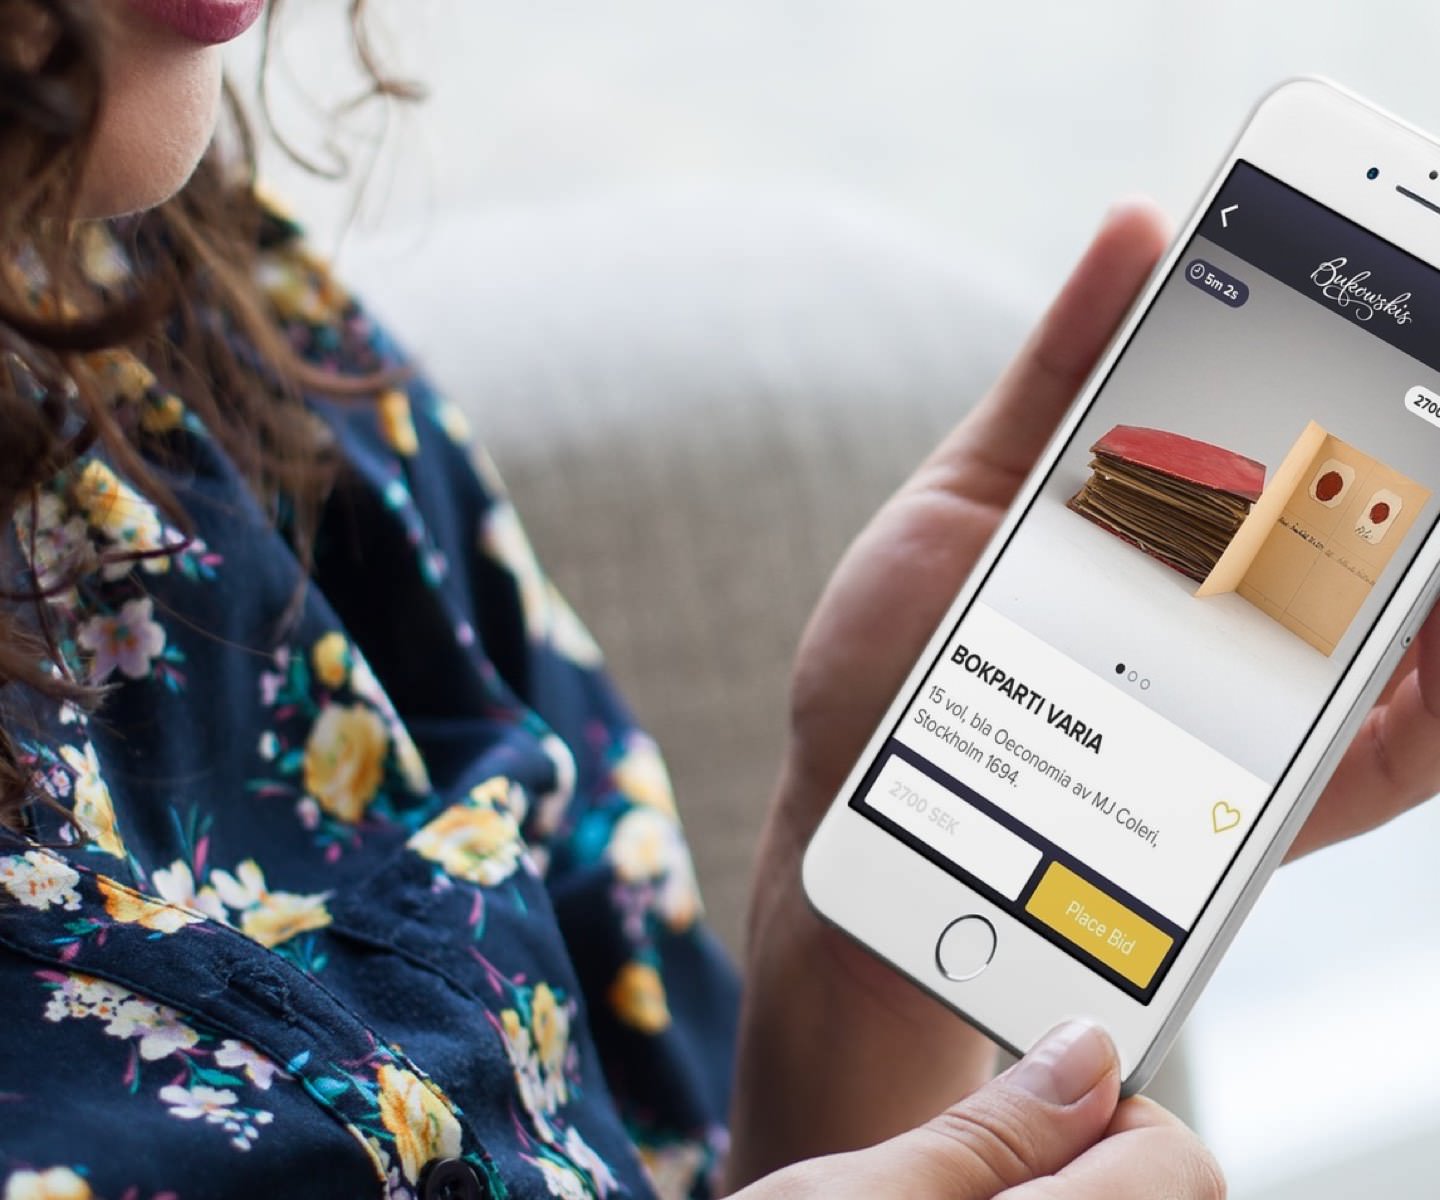 Bukowskis
5m 2s
2700
BOKPARTI VARIA
15 vol, bla Oeconomia av MJ Coleri,
Stockholm 1694.
2700 SEK
Place Bid